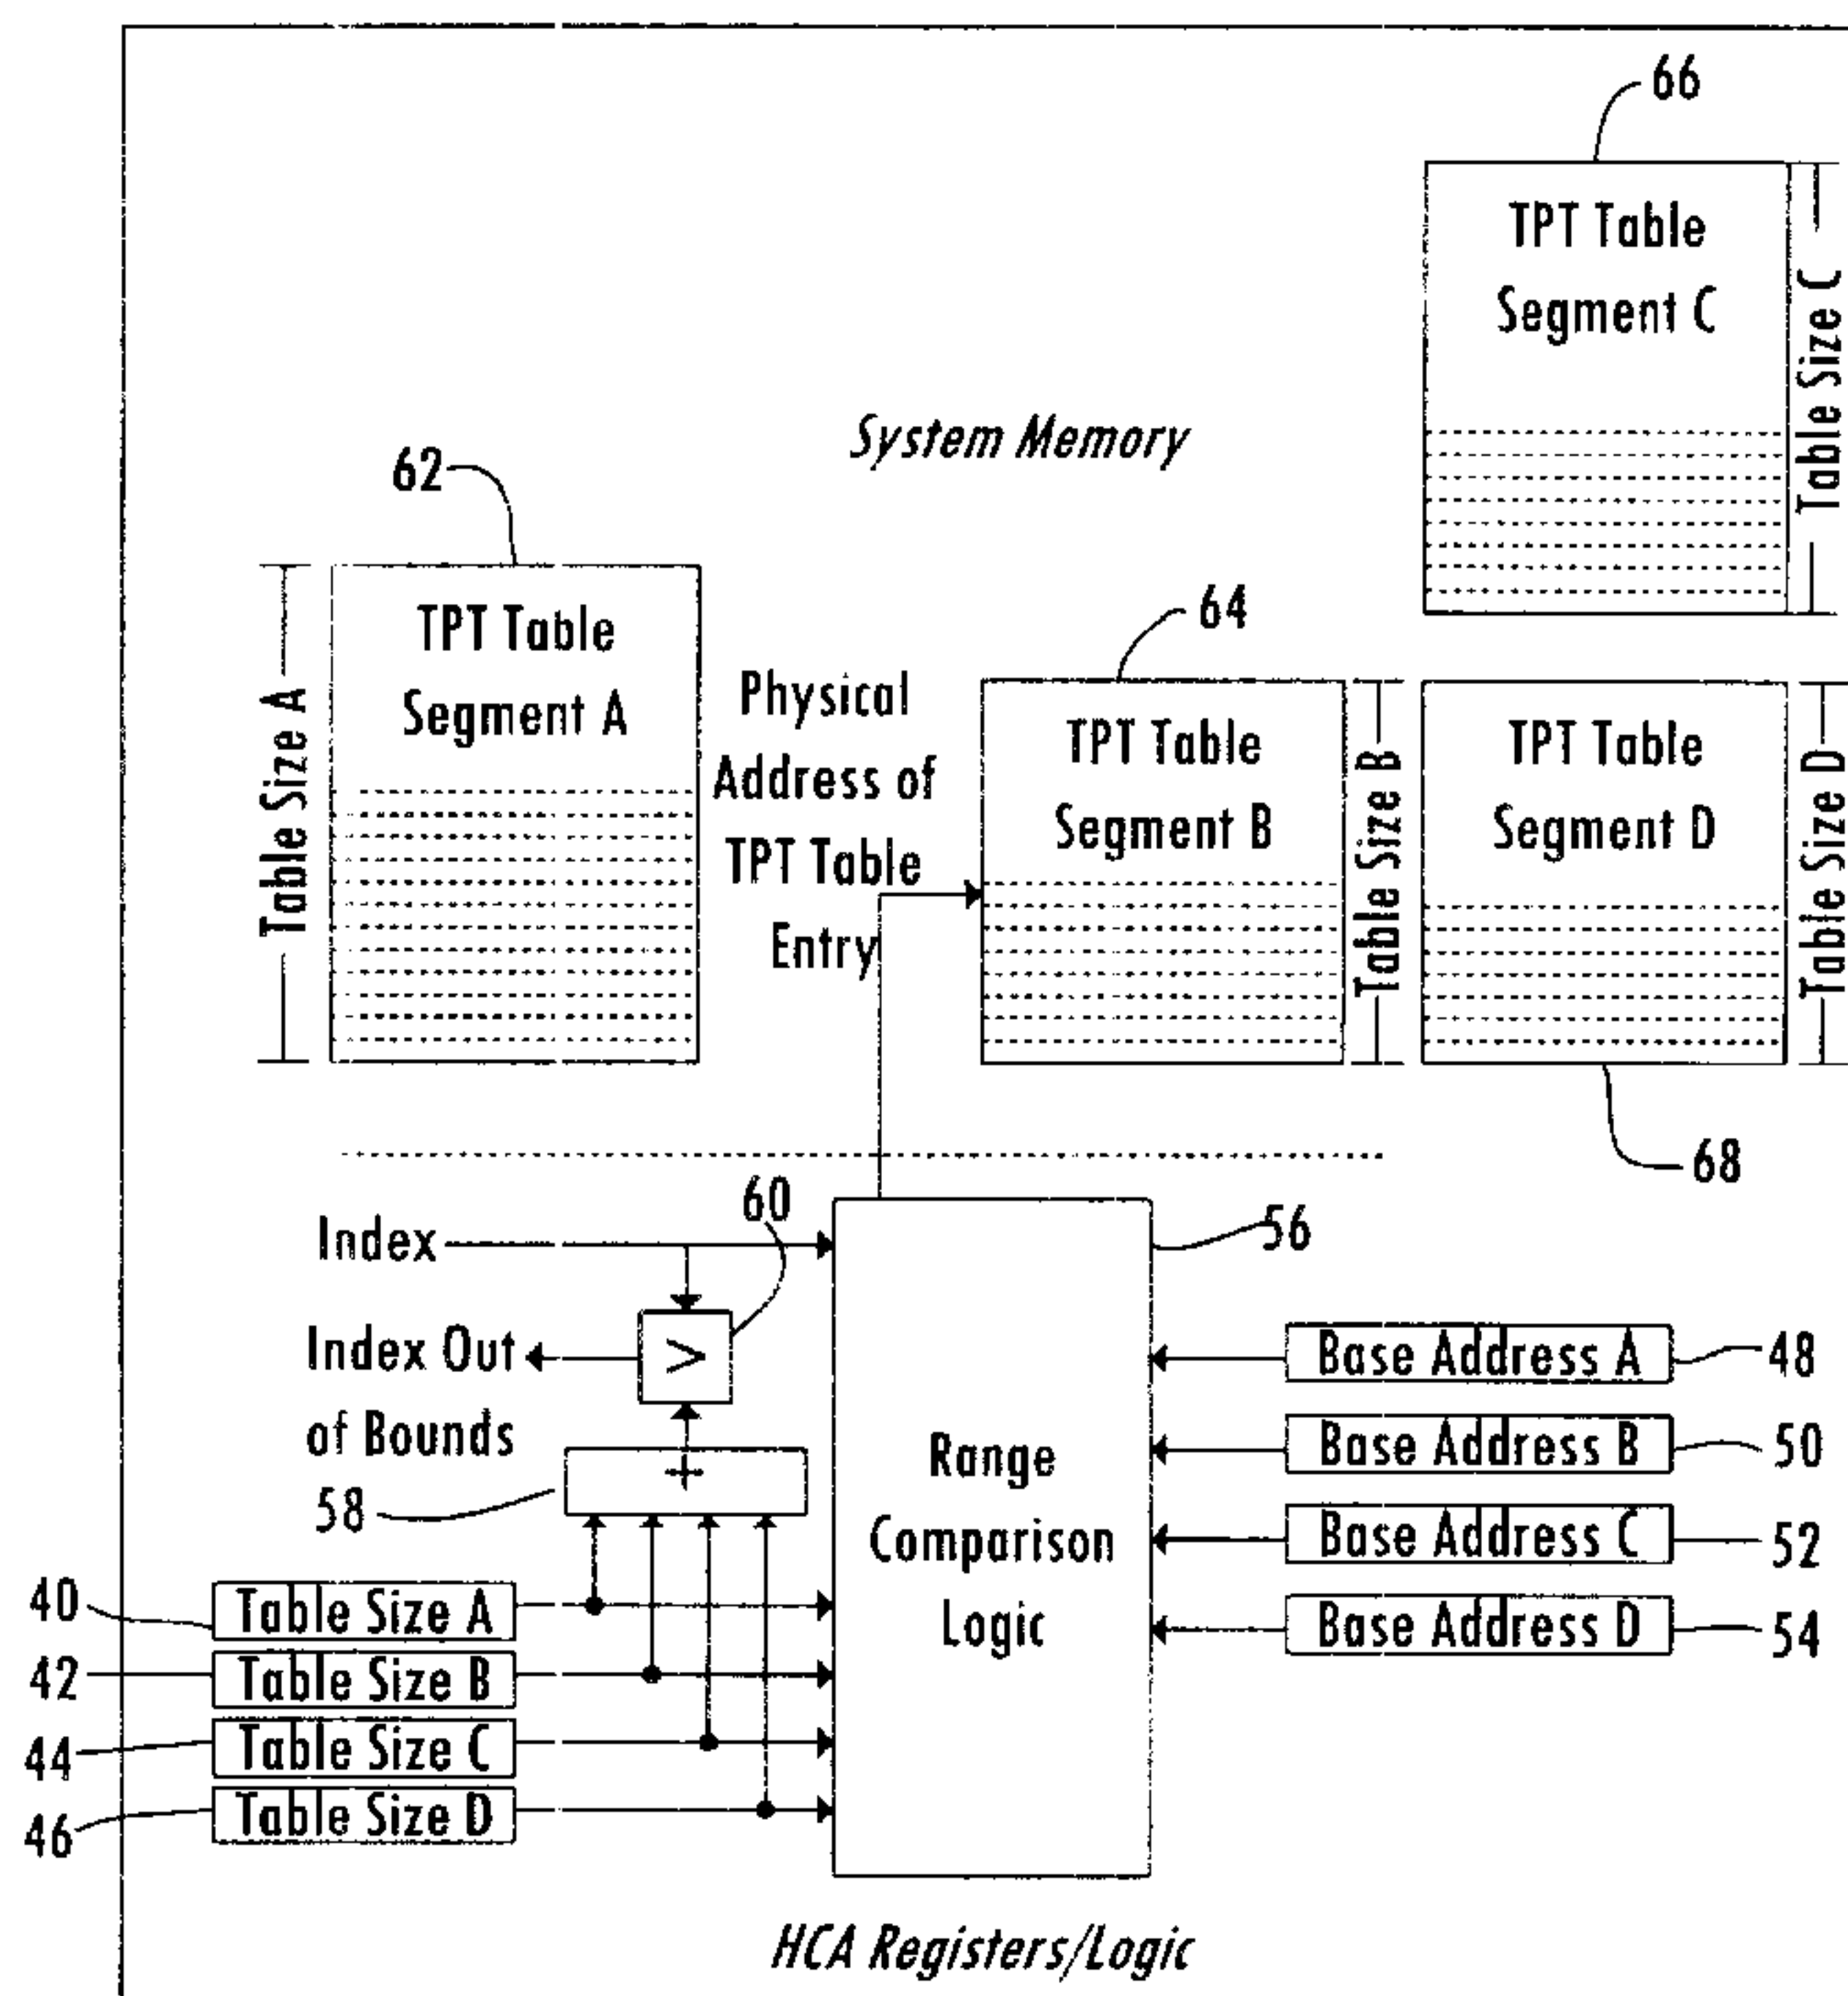 66
TPT Table
Segment C
Table Size C
System Memory
62
TPT Table
Segment A
Table Size A
Physical
Address of
TPT Table
Entry
64
TPT Table
Segment B
Table Size B
TPT Table
Segment D
Table Size D
68
60
56
Index
>
Index Out
of Bounds
+
58
Range
Comparison
Logic
Base Address A
48
Base Address B
50
Base Address C
52
Base Address D
54
40
Table Size A
42
Table Size B
44
Table Size C
46
Table Size D
HCA Registers/Logic